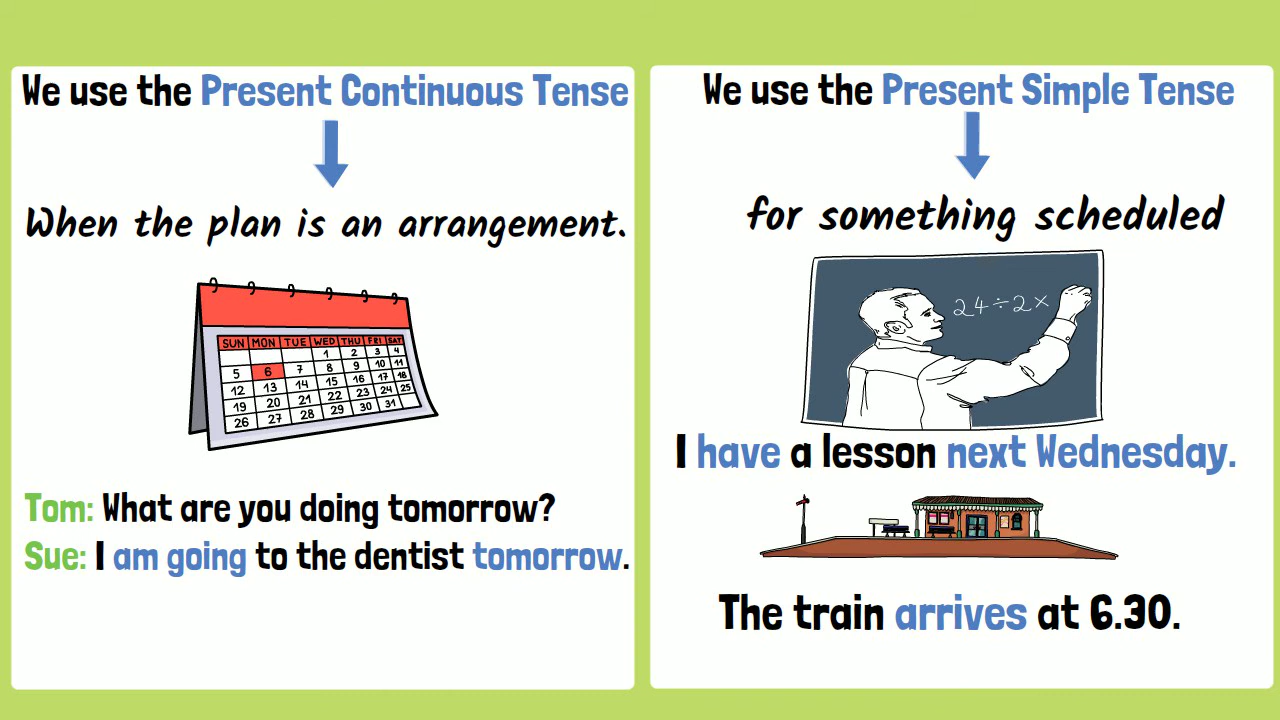 We use the Present Continuous Tense
When the plan is an arrangement.
SUN MON TUE WED THU FRI SAT
1 2 3 4
5 6 7 8 9 10 11
12 13 14 15 16 17 18
19 20 21 22 23 24 25
26 27 28 29 30 31
Tom: What are you doing tomorrow?
Sue: I am going to the dentist tomorrow.
We use the Present Simple Tense
for something scheduled
24÷2×
I have a lesson next Wednesday.
The train arrives at 6.30.